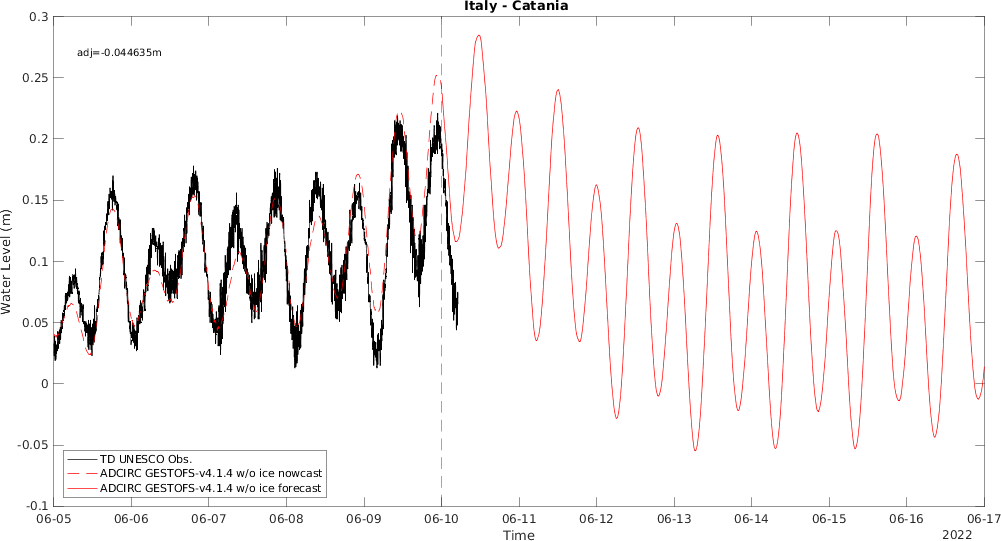 Italy - Catania
0.3
adj=-0.044635m
0.25
0.2
0.15
0.1
0.05
0
-0.05
-0.1
Water Level (m)
TD UNESCO Obs.
ADCIRC GESTOFS-v4.1.4 w/o ice nowcast
ADCIRC GESTOFS-v4.1.4 w/o ice forecast
06-05 06-06 06-07 06-08 06-09 06-10 06-11 06-12 06-13 06-14 06-15 06-16 06-17
Time
2022